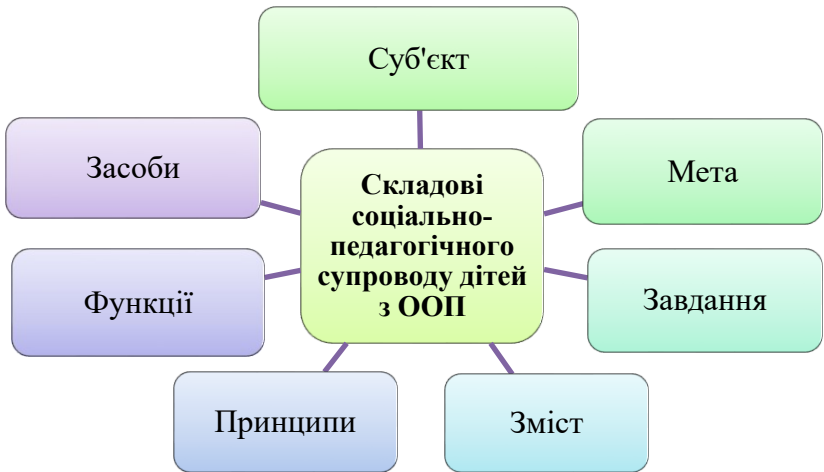 Суб'єкт
Засоби
Мета
Складові
соціально-
педагогічного
супроводу дітей
з ООП
Функції
Завдання
Принципи
Зміст